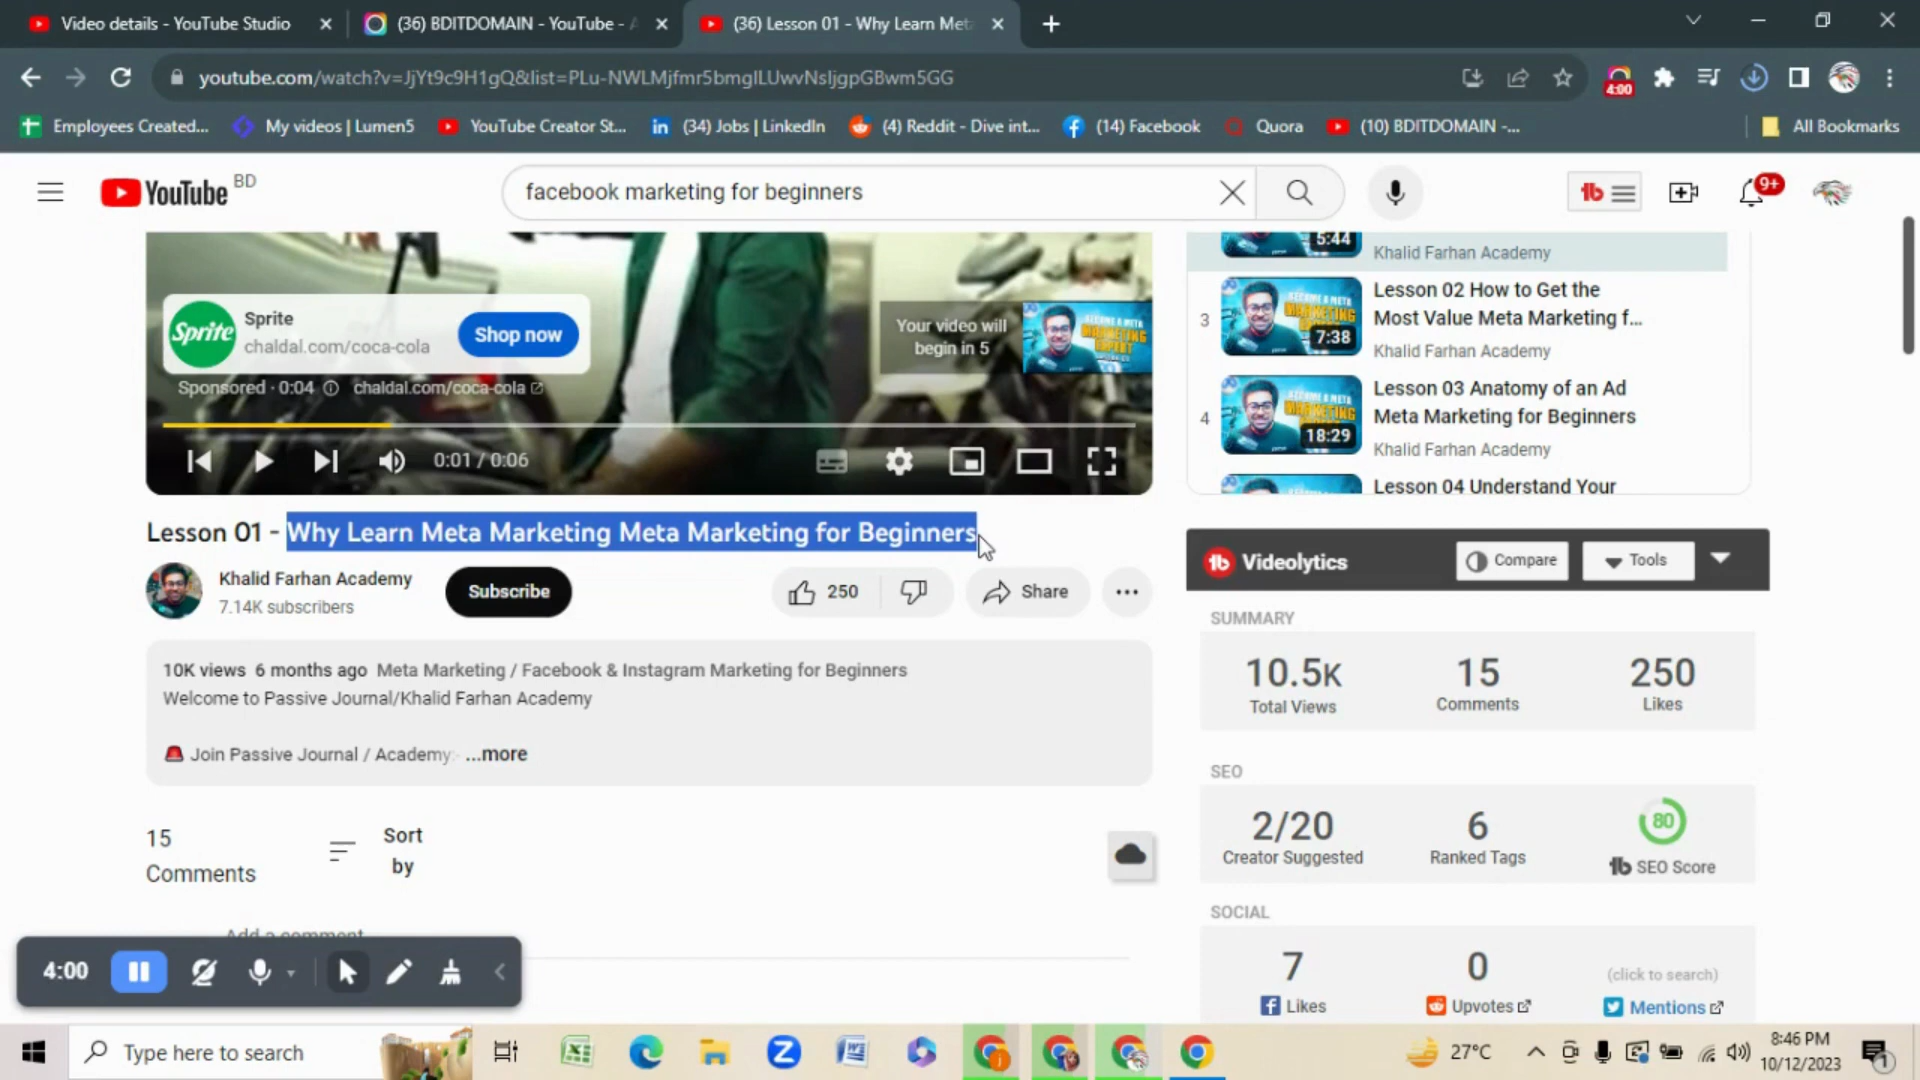 Video details - YouTube Studio
(36) BDITDOMAIN - YouTube -
(36) Lesson 01 - Why Learn Met
youtube.com/watch?v=JjYt9c9H1gQ&list=PLu-NWLMjfmr5bmglLUwvNsljgpGBwm5GG
4:00
Employees Created...
My videos | Lumen5
YouTube Creator St...
(34) Jobs | LinkedIn
(4) Reddit - Dive int...
(14) Facebook
Quora
(10) BDITDOMAIN -...
All Bookmarks
YouTube BD
facebook marketing for beginners
9+
Sprite
Sprite
chaldal.com/coca-cola
Shop now
Sponsored · 0:04
chaldal.com/coca-cola
Your video will
begin in 5
0:01 / 0:06
5:44
Khalid Farhan Academy
3
7:38
Lesson 02 How to Get the
Most Value Meta Marketing f...
Khalid Farhan Academy
4
18:29
Lesson 03 Anatomy of an Ad
Meta Marketing for Beginners
Khalid Farhan Academy
Lesson 04 Understand Your
Lesson 01 - Why Learn Meta Marketing Meta Marketing for Beginners
Khalid Farhan Academy
7.14K subscribers
Subscribe
250
Share
10K views 6 months ago Meta Marketing / Facebook & Instagram Marketing for Beginners
Welcome to Passive Journal/Khalid Farhan Academy
Join Passive Journal / Academy:- ...more
15
Comments
Sort
by
Add a comment
Videolytics
Compare
Tools
SUMMARY
10.5K
Total Views
15
Comments
250
Likes
SEO
2/20
Creator Suggested
6
Ranked Tags
80
SEO Score
SOCIAL
7
Likes
0
Upvotes
(click to search)
Mentions
4:00
Type here to search
27°C
8:46 PM
10/12/2023
1